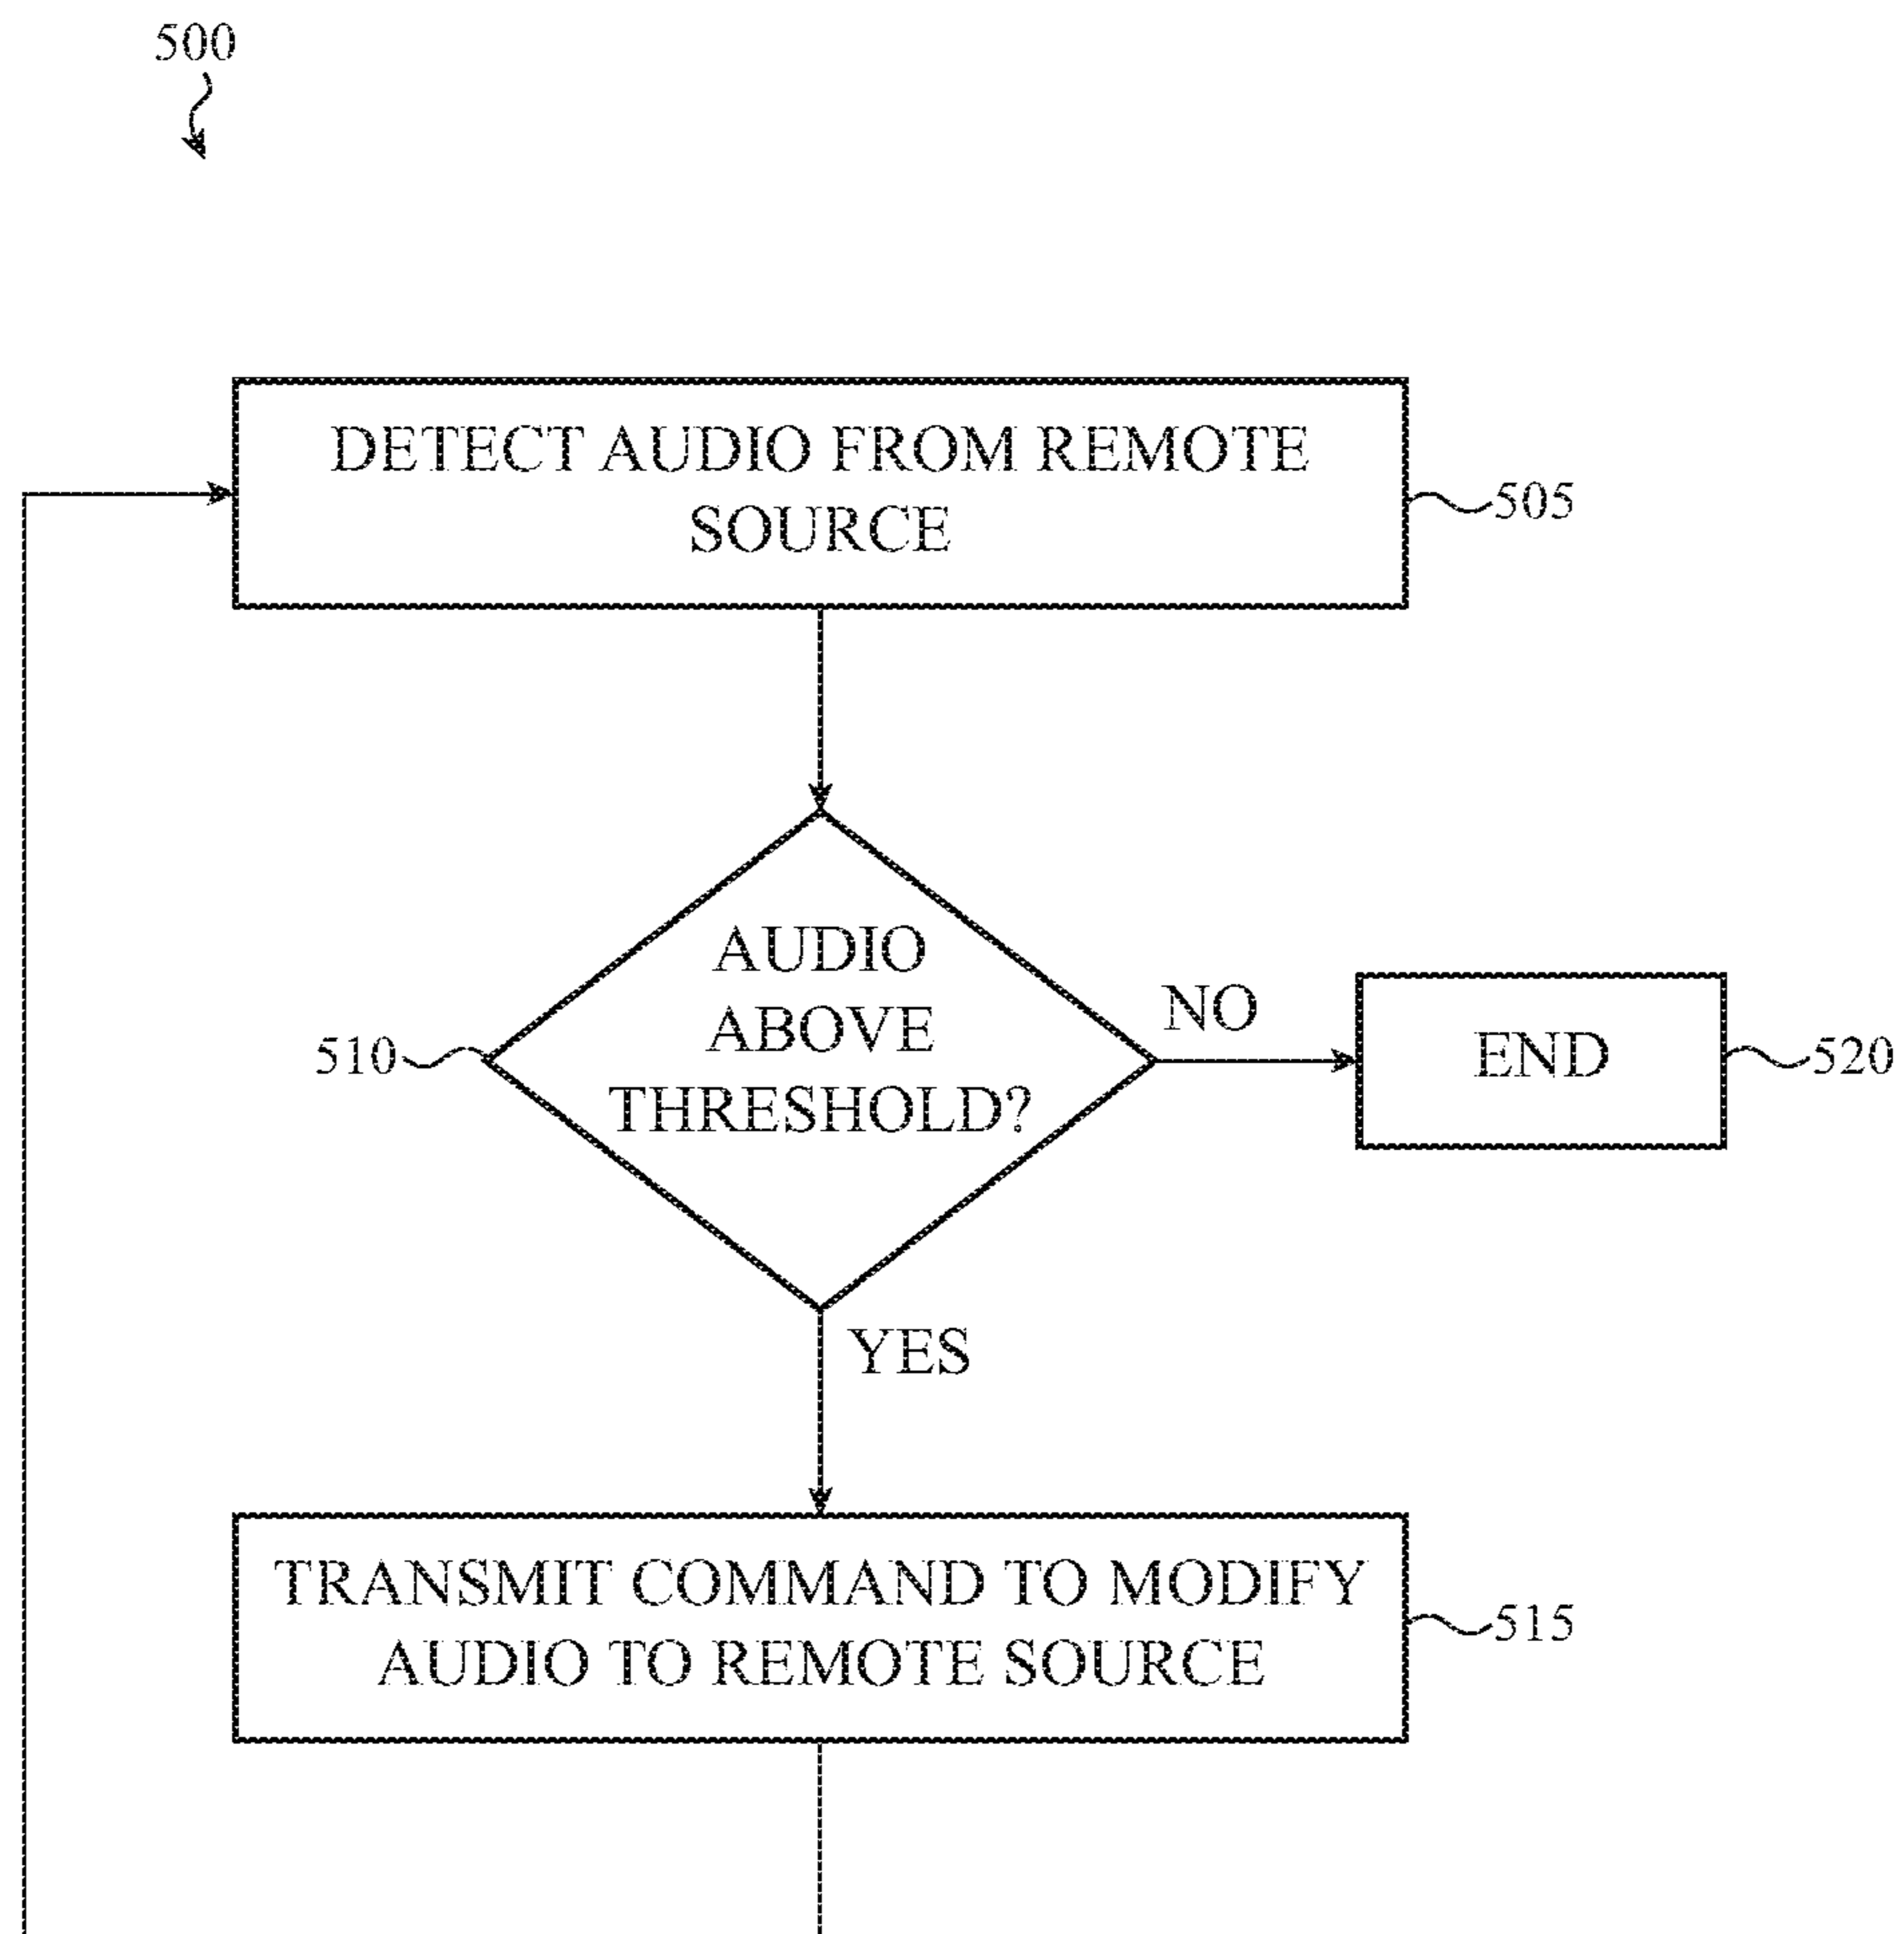 500
DETECT AUDIO FROM REMOTE
SOURCE
505
AUDIO
ABOVE
THRESHOLD?
510
NO
END
520
YES
TRANSMIT COMMAND TO MODIFY
AUDIO TO REMOTE SOURCE
515